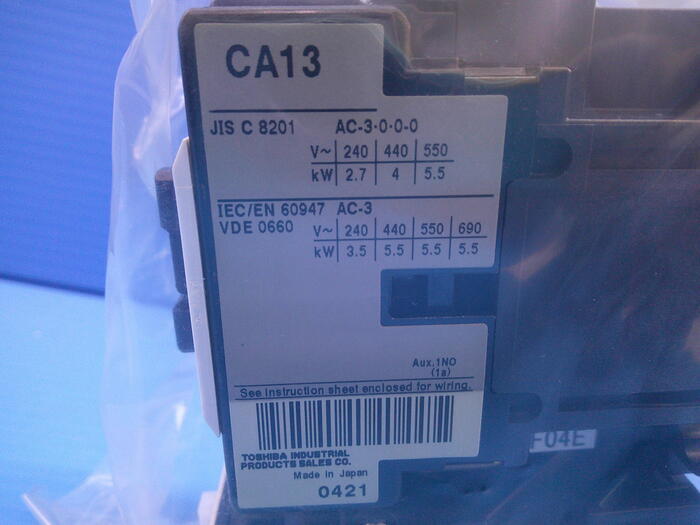 CA13
JIS C 8201 AC-3·0·0-0
V~ 240 440 550
kW 2.7 4 5.5
IEC/EN 60947 AC-3
VDE 0660 V~ 240 440 550 690
kW 3.5 5.5 5.5 5.5
Aux.1NO
(1a)
See instruction sheet enclosed for wiring.
TOSHIBA INDUSTRIAL
PRODUCTS SALES CO.
Made in Japan
0421
F04E